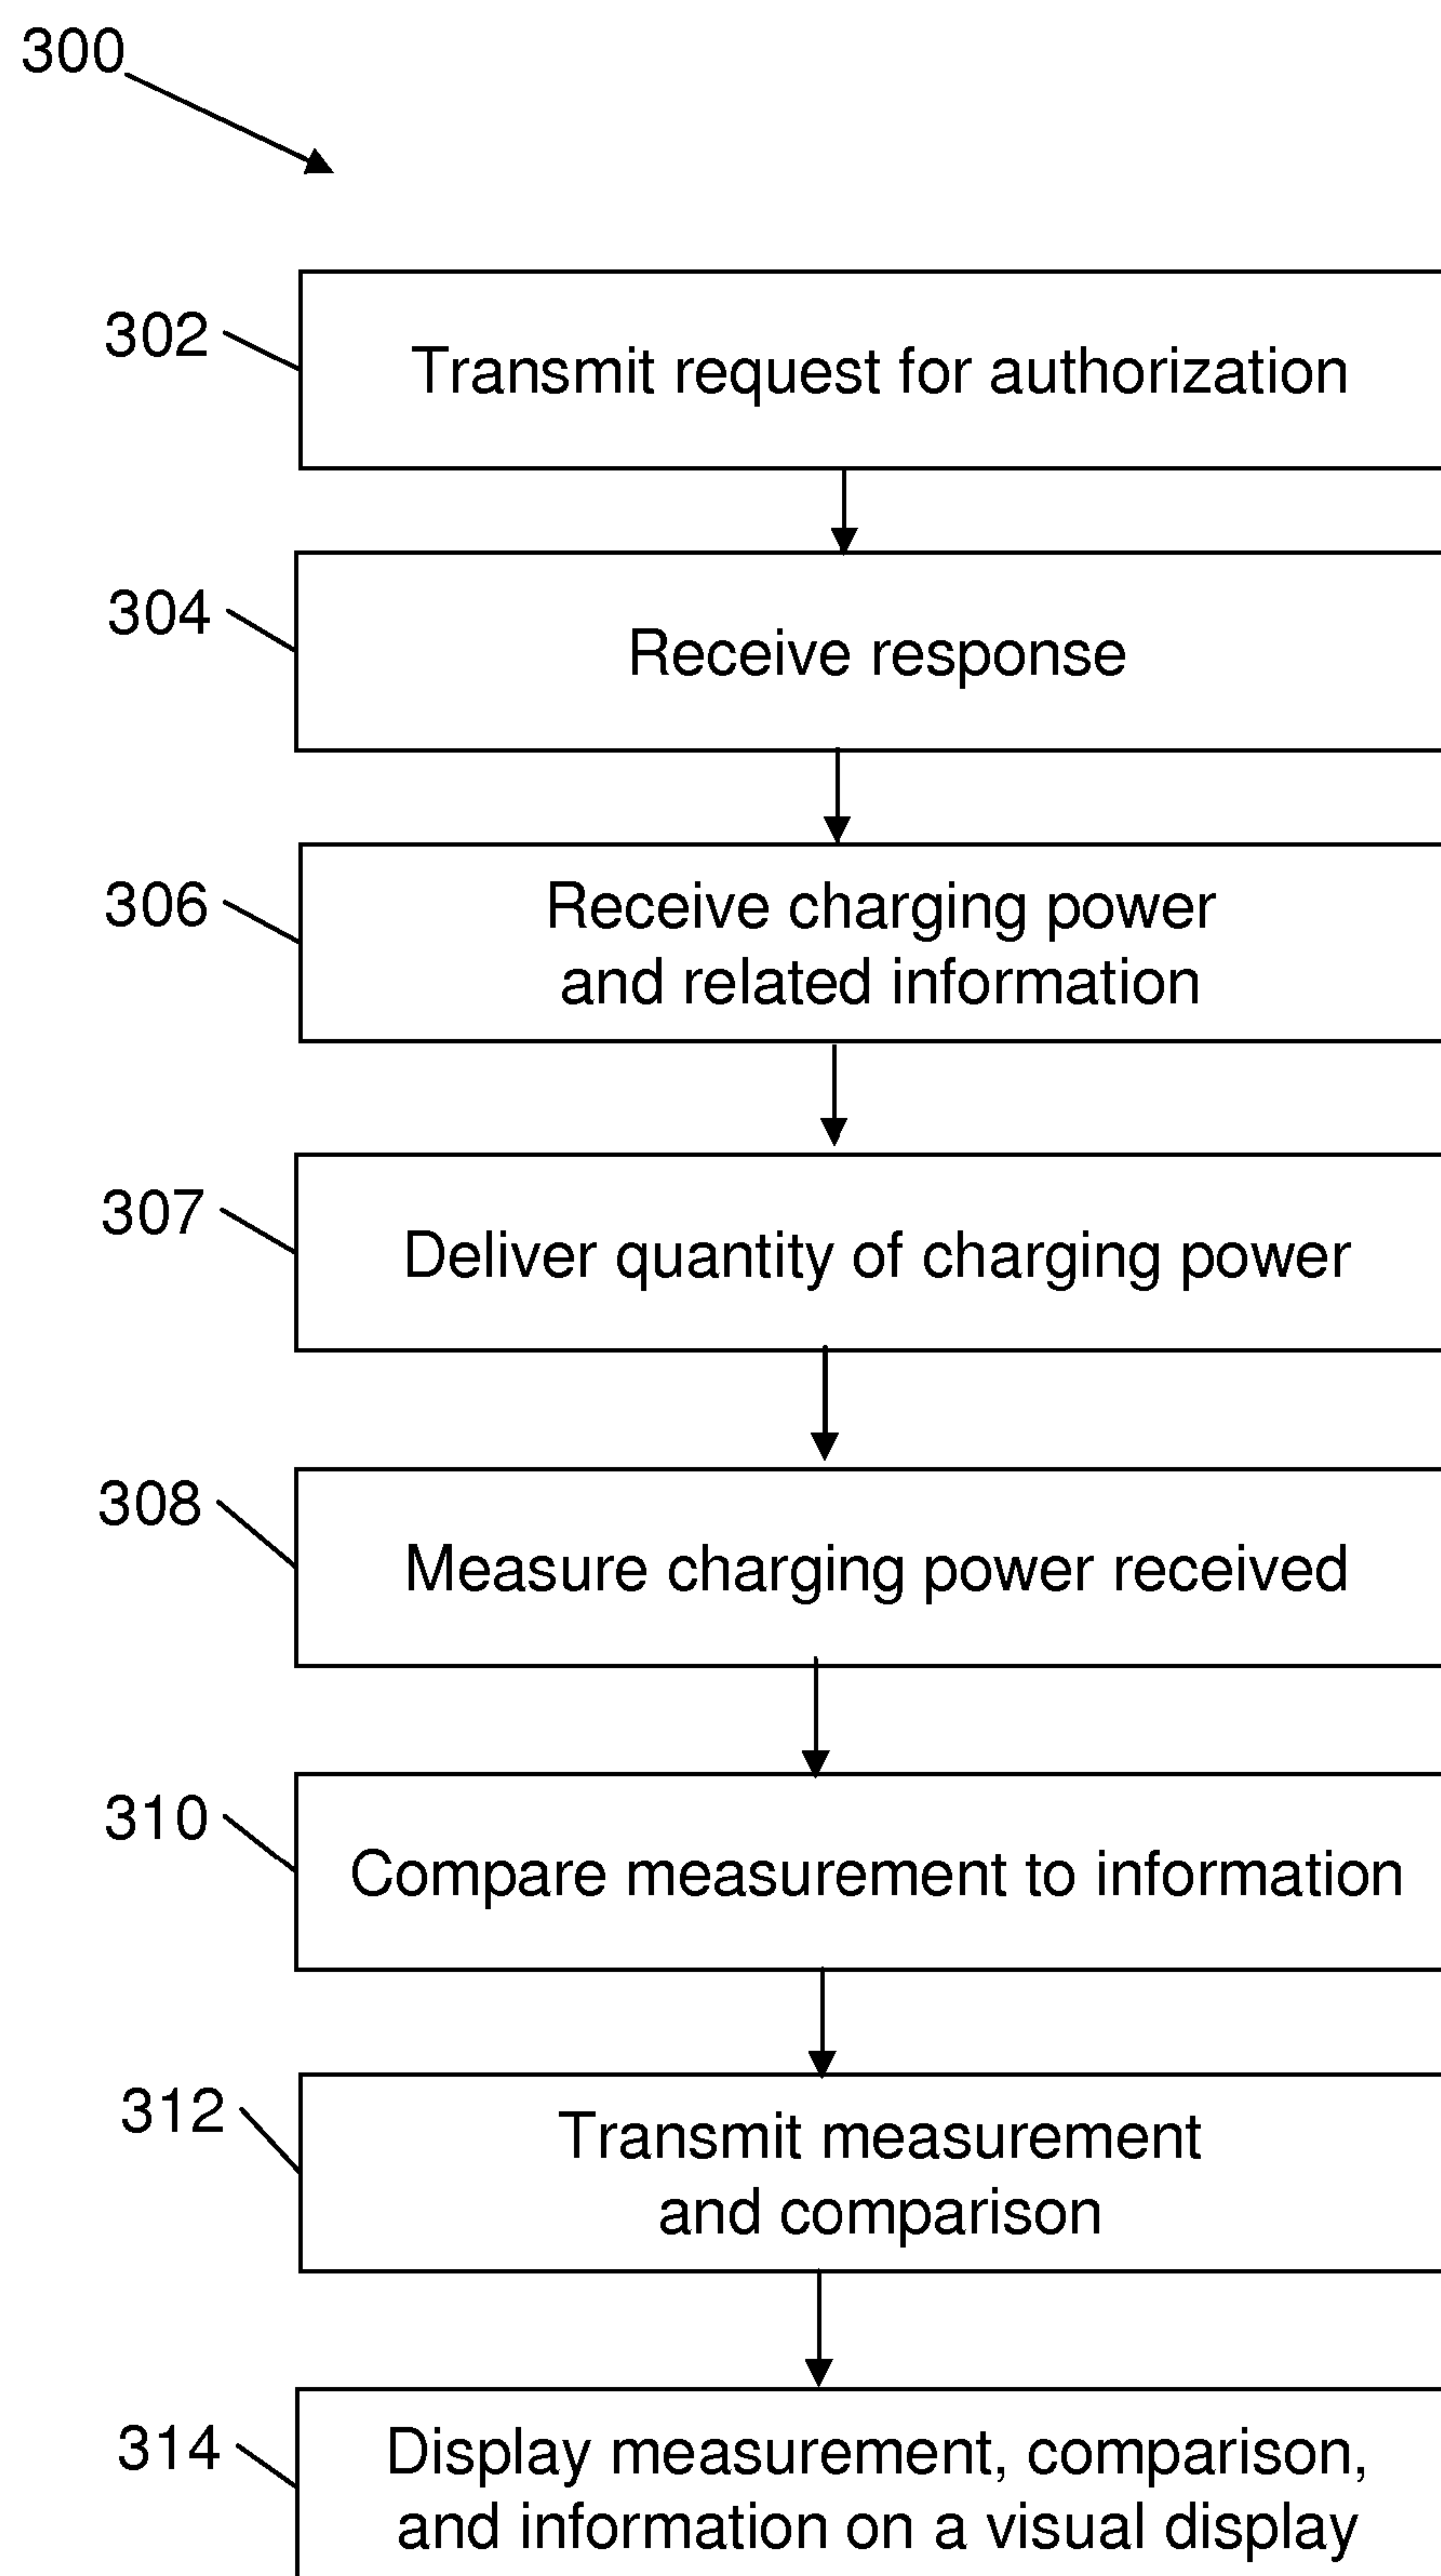 300
302
Transmit request for authorization
304
Receive response
306
Receive charging power
and related information
307
Deliver quantity of charging power
308
Measure charging power received
310
Compare measurement to information
312
Transmit measurement
and comparison
314
Display measurement, comparison,
and information on a visual display